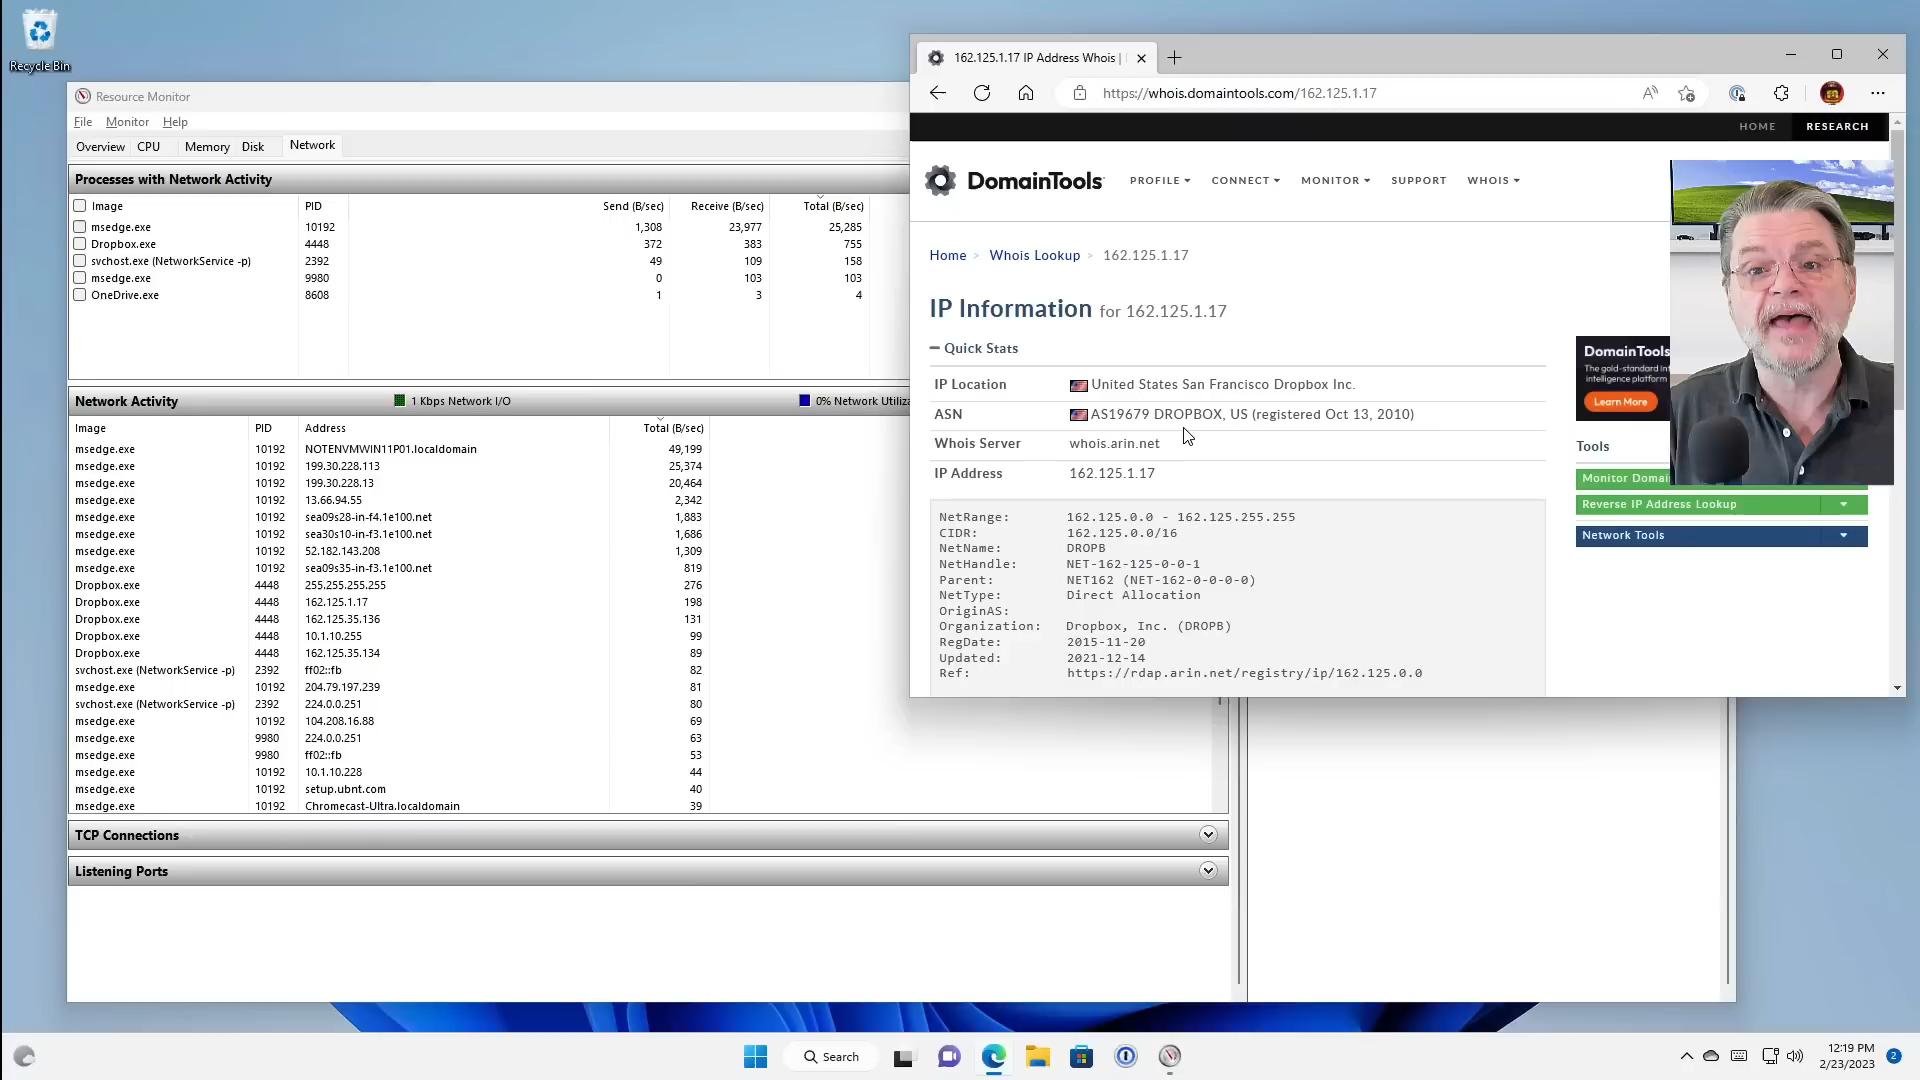 Recycle Bin
Resource Monitor
File Monitor Help
Overview CPU Memory Disk Network
Processes with Network Activity
Image PID Send (B/sec) Receive (B/sec) Total (B/sec)
msedge.exe 10192 1,308 23,977 25,285
Dropbox.exe 4448 372 383 755
svchost.exe (NetworkService -p) 2392 49 109 158
msedge.exe 9980 0 103 103
OneDrive.exe 8608 1 3 4
Network Activity 1 Kbps Network I/O 0% Network Utiliza
Image PID Address Total (B/sec)
msedge.exe 10192 NOTENVMWIN11P01.localdomain 49,199
msedge.exe 10192 199.30.228.113 25,374
msedge.exe 10192 199.30.228.13 20,464
msedge.exe 10192 13.66.94.55 2,342
msedge.exe 10192 sea09s28-in-f4.1e100.net 1,883
msedge.exe 10192 sea30s10-in-f3.1e100.net 1,686
msedge.exe 10192 52.182.143.208 1,309
msedge.exe 10192 sea09s35-in-f3.1e100.net 819
Dropbox.exe 4448 255.255.255.255 276
Dropbox.exe 4448 162.125.1.17 198
Dropbox.exe 4448 162.125.35.136 131
Dropbox.exe 4448 10.1.10.255 99
Dropbox.exe 4448 162.125.35.134 89
svchost.exe (NetworkService -p) 2392 ff02::fb 82
msedge.exe 10192 204.79.197.239 81
svchost.exe (NetworkService -p) 2392 224.0.0.251 80
msedge.exe 10192 104.208.16.88 69
msedge.exe 9980 224.0.0.251 63
msedge.exe 9980 ff02::fb 53
msedge.exe 10192 10.1.10.228 44
msedge.exe 10192 setup.ubnt.com 40
msedge.exe 10192 Chromecast-Ultra.localdomain 39
TCP Connections
Listening Ports
162.125.1.17 IP Address Whois |
https://whois.domaintools.com/162.125.1.17
HOME RESEARCH
DomainTools PROFILE CONNECT MONITOR SUPPORT WHOIS
Home > Whois Lookup > 162.125.1.17
IP Information for 162.125.1.17
Quick Stats
IP Location United States San Francisco Dropbox Inc.
ASN AS19679 DROPBOX, US (registered Oct 13, 2010)
Whois Server whois.arin.net
IP Address 162.125.1.17
NetRange: 162.125.0.0 - 162.125.255.255
CIDR: 162.125.0.0/16
NetName: DROPB
NetHandle: NET-162-125-0-0-1
Parent: NET162 (NET-162-0-0-0-0)
NetType: Direct Allocation
OriginAS:
Organization: Dropbox, Inc. (DROPB)
RegDate: 2015-11-20
Updated: 2021-12-14
Ref: https://rdap.arin.net/registry/ip/162.125.0.0
DomainTools
The gold-standard Int
intelligence platform
Learn More
Tools
Monitor Domai
Reverse IP Address Lookup
Network Tools
Search
12:19 PM
2/23/2023
2